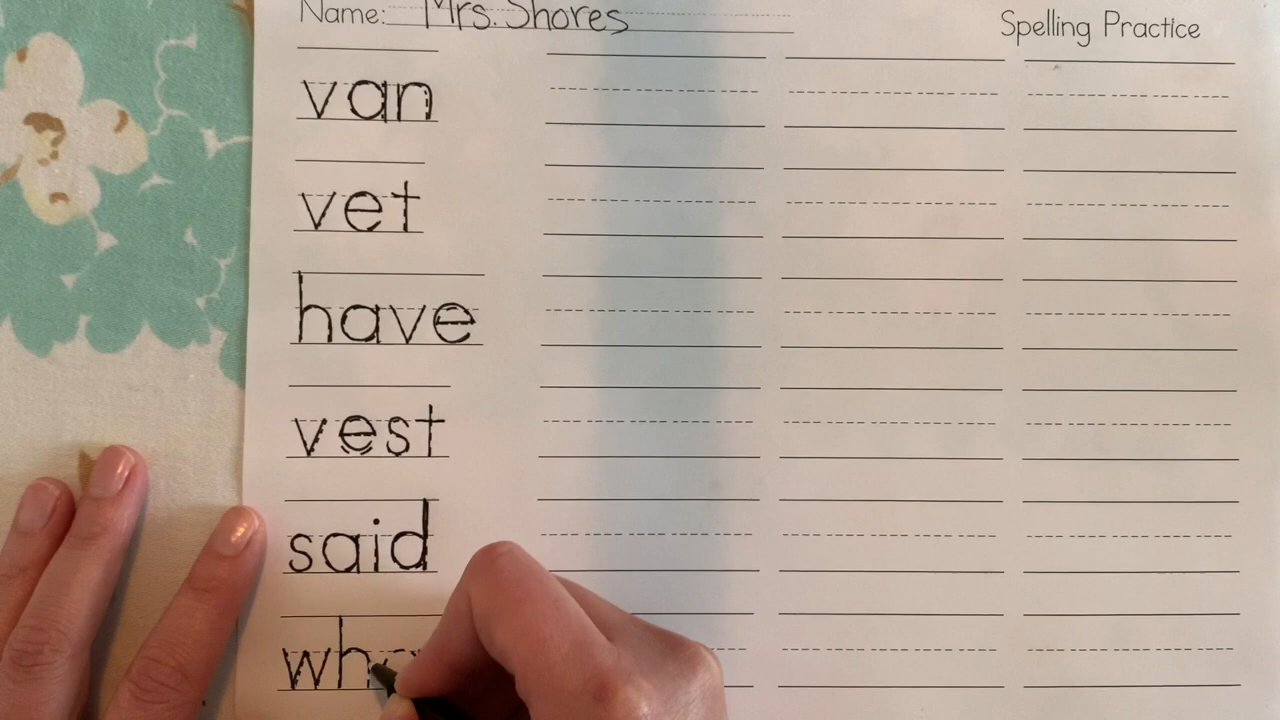 Name: Mrs. Shores
Spelling Practice
van
vet
have
vest
said